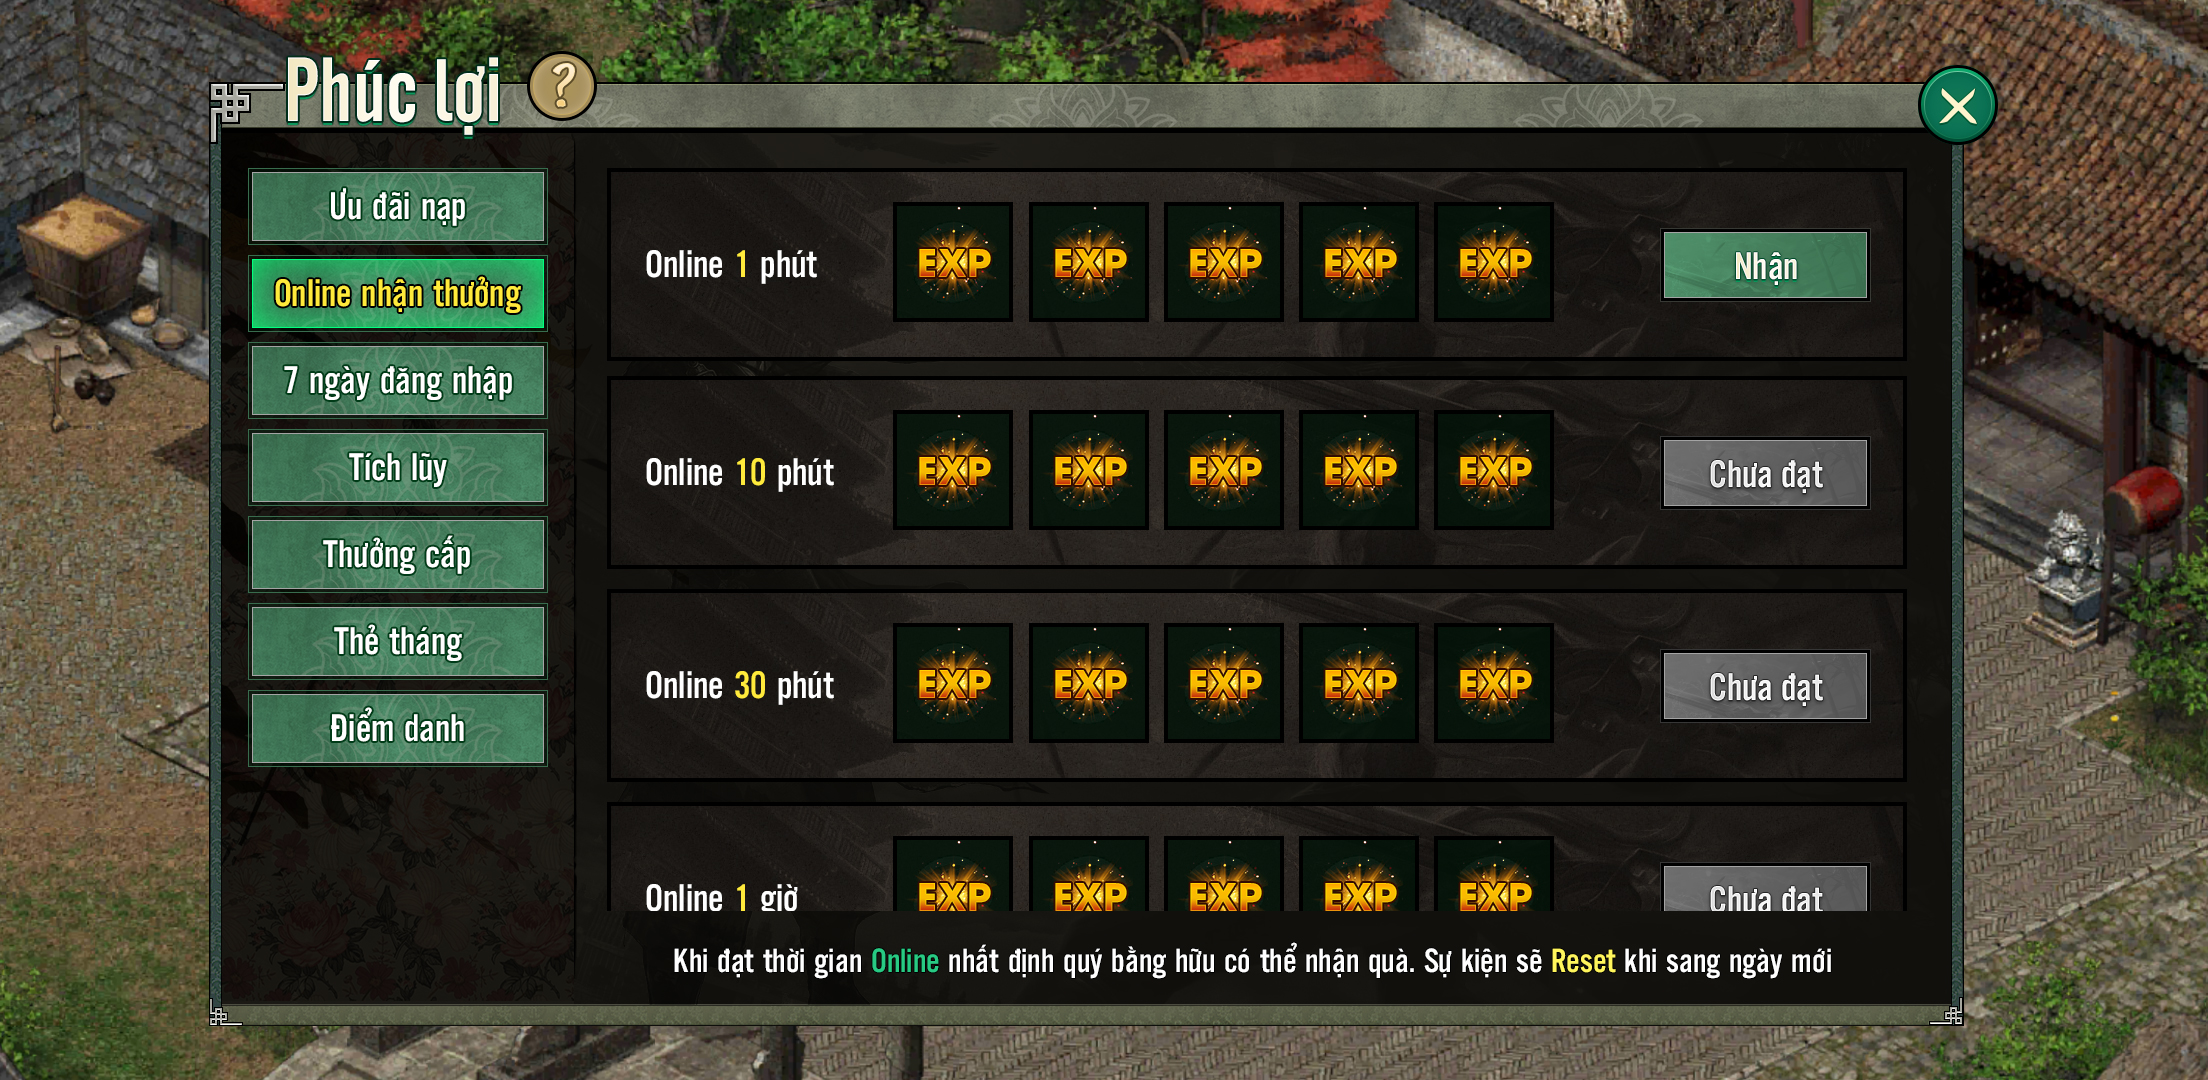 Phúc lợi ?
Ưu đãi nạp
Online nhận thưởng
7 ngày đăng nhập
Tích lũy
Thưởng cấp
Thẻ tháng
Điểm danh
Online 1 phút EXP EXP EXP EXP EXP Nhận
Online 10 phút EXP EXP EXP EXP EXP Chưa đạt
Online 30 phút EXP EXP EXP EXP EXP Chưa đạt
Online 1 giờ EXP EXP EXP EXP EXP Chưa đạt
Khi đạt thời gian Online nhất định quý bằng hữu có thể nhận quà. Sự kiện sẽ Reset khi sang ngày mới